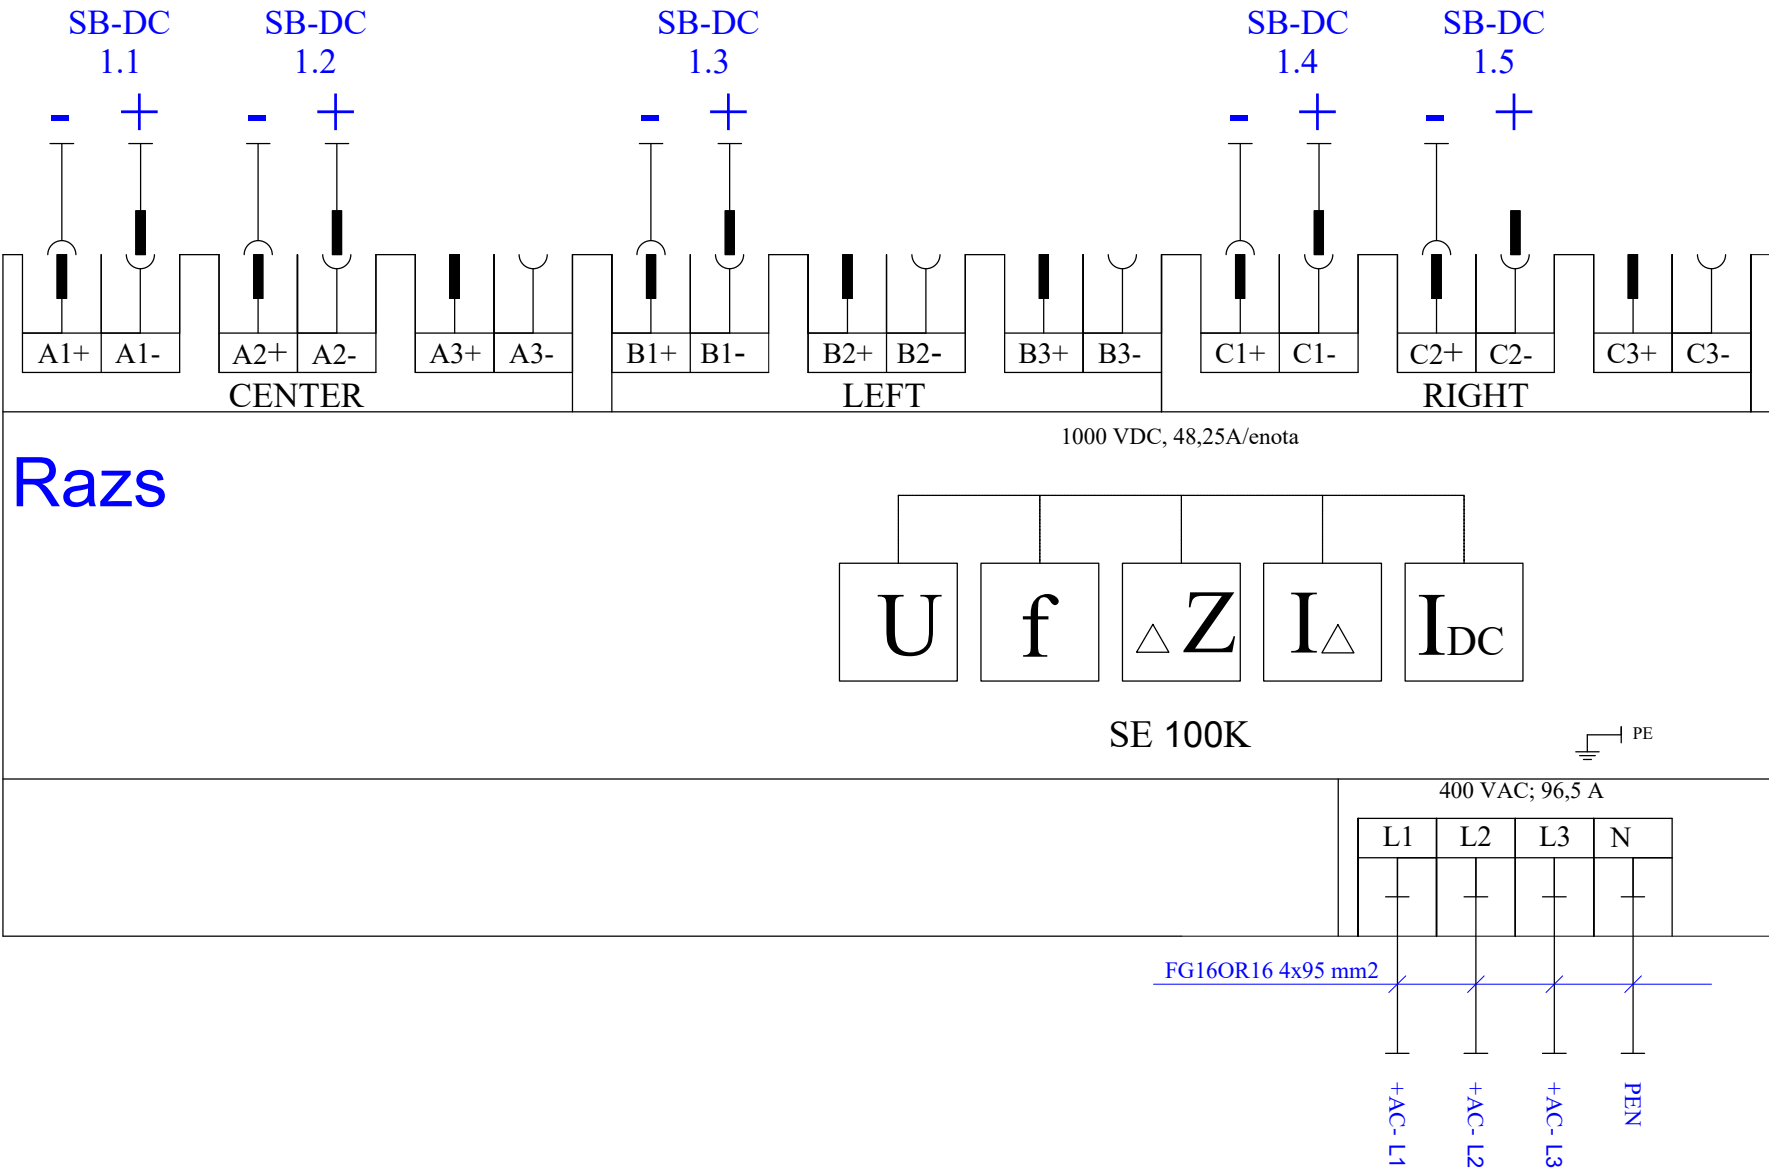 SB-DC SB-DC SB-DC SB-DC SB-DC
1.1 1.2 1.3 1.4 1.5
- + - + - + - + - +
A1+ A1- A2+ A2- A3+ A3- B1+ B1- B2+ B2- B3+ B3- C1+ C1- C2+ C2- C3+ C3-
CENTER LEFT RIGHT
1000 VDC, 48,25A/enota
Razs
U f △Z I△ IDC
SE 100K
PE
400 VAC; 96,5 A
L1 L2 L3 N
FG16OR16 4x95 mm2
+AC- L1
+AC- L2
+AC- L3
PEN